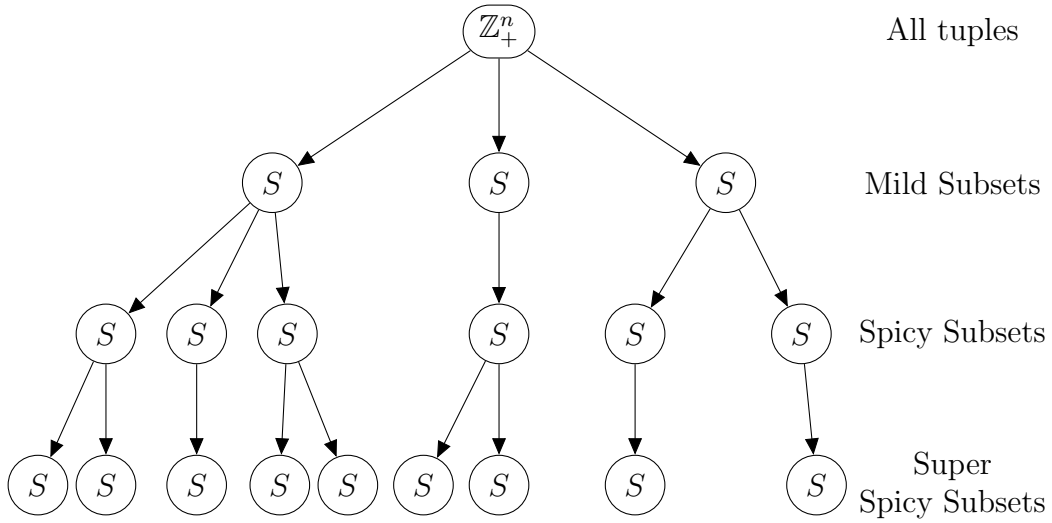 ℤ₊ⁿ All tuples
S S S Mild Subsets
S S S S S S Spicy Subsets
S S S S S S S S S Super
Spicy Subsets